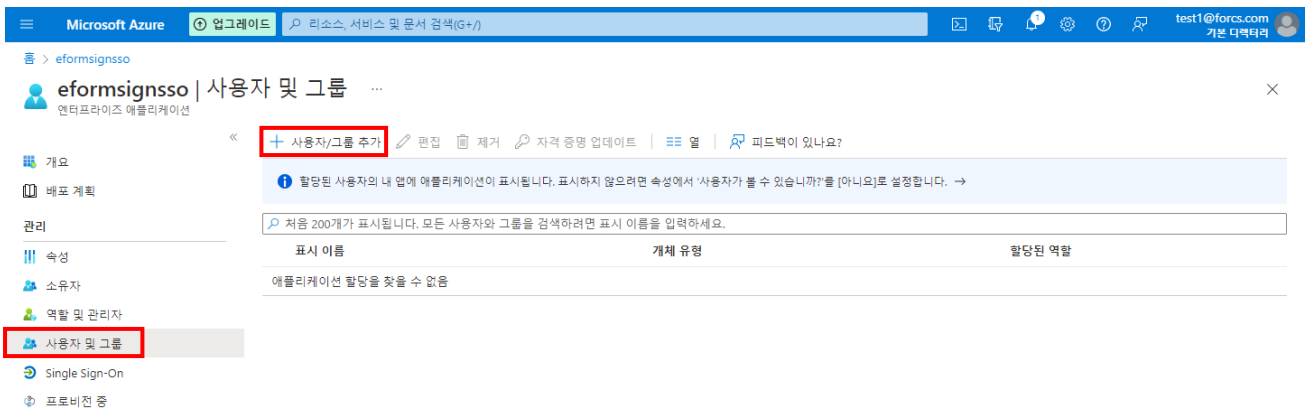 Microsoft Azure
업그레이드
리소스, 서비스 및 문서 검색(G+/)
1
test1@forcs.com
기본 디렉터리
홈 > eformsignsso
eformsignsso | 사용자 및 그룹 ...
엔터프라이즈 애플리케이션
«
+ 사용자/그룹 추가 편집 제거 자격 증명 업데이트 열 피드백이 있나요?
개요
배포 계획
관리
속성
소유자
역할 및 관리자
사용자 및 그룹
Single Sign-On
프로비전 중
할당된 사용자의 내 앱에 애플리케이션이 표시됩니다. 표시하지 않으려면 속성에서 '사용자가 볼 수 있습니까?'를 [아니요]로 설정합니다. →
처음 200개가 표시됩니다. 모든 사용자와 그룹을 검색하려면 표시 이름을 입력하세요.
표시 이름 개체 유형 할당된 역할
애플리케이션 할당을 찾을 수 없음